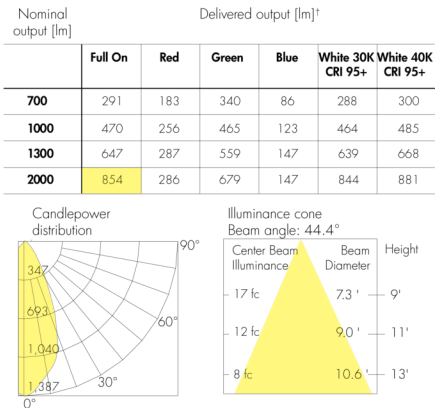 Nominal output [lm] Delivered output [lm]†
Full On Red Green Blue White 30K CRI 95+ White 40K CRI 95+
700 291 183 340 86 288 300
1000 470 256 465 123 464 485
1300 647 287 559 147 639 668
2000 854 286 679 147 844 881
Candlepower
distribution
90°
347
693
60°
1,040
30°
1,387
0°
Illuminance cone
Beam angle: 44.4°
Center Beam Illuminance Beam Diameter Height
17 fc 7.3 ' 9'
12 fc 9.0 ' 11'
8 fc 10.6 ' 13'